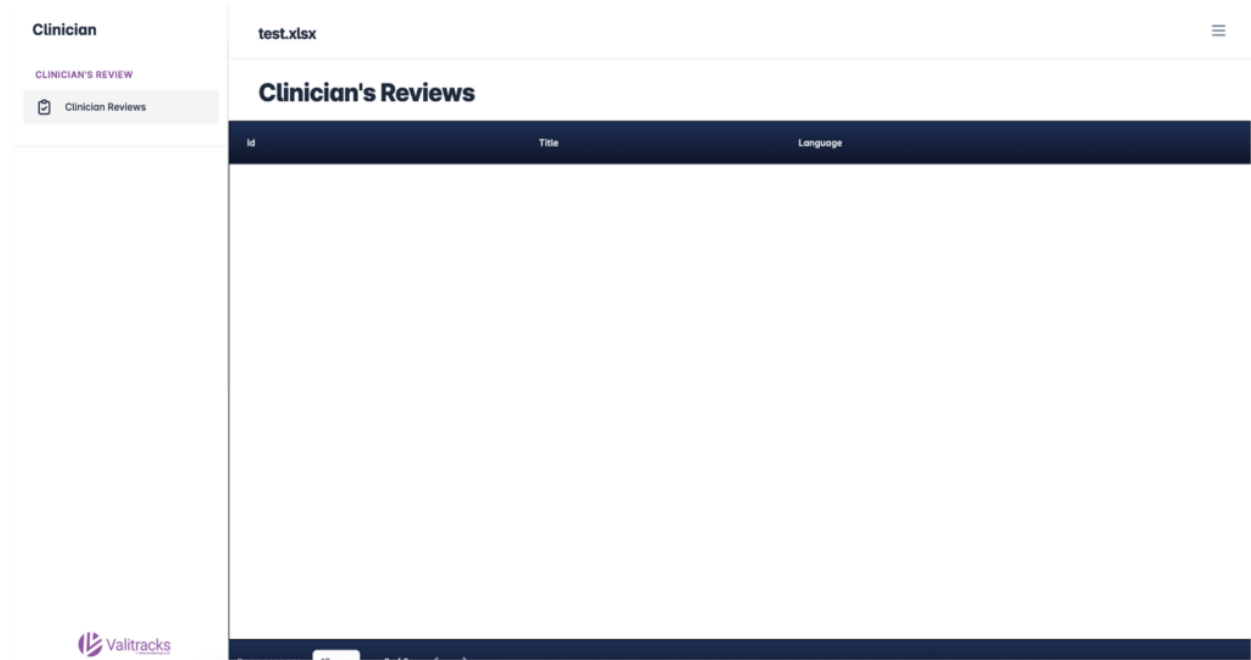 Clinician
test.xlsx
CLINICIAN'S REVIEW
Clinician Reviews
Clinician's Reviews
Id Title Language
Valitracks